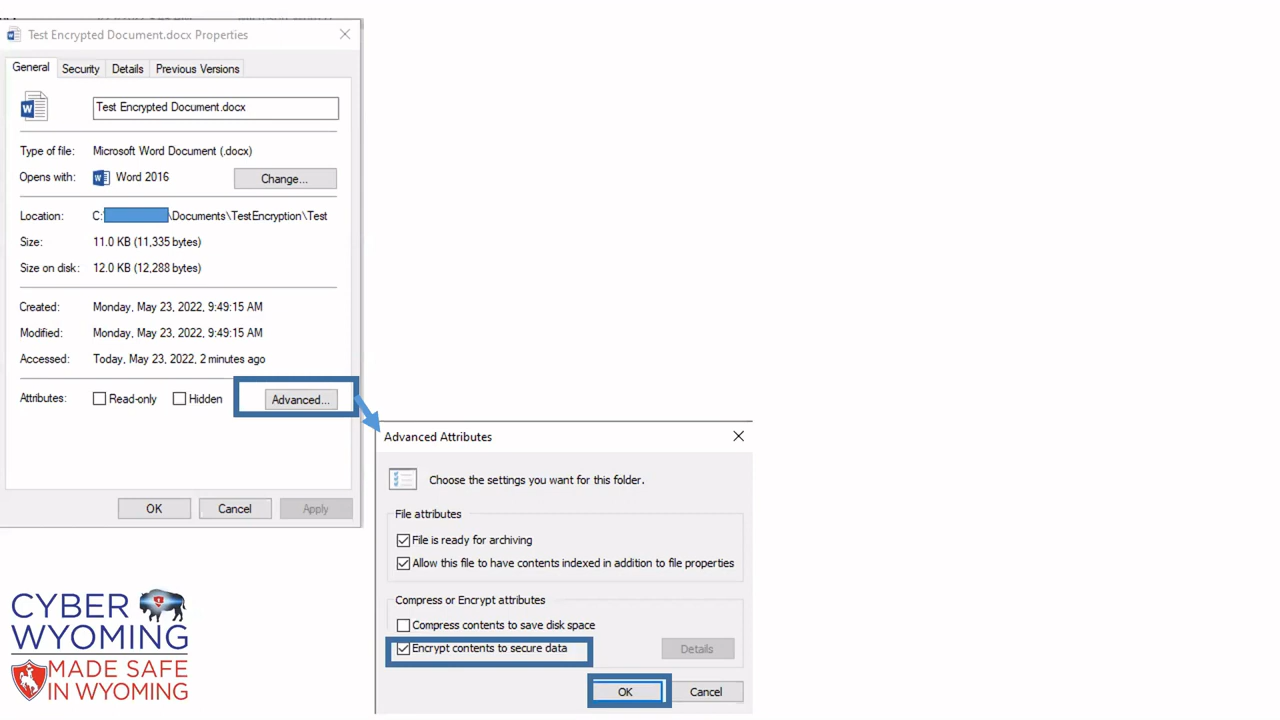 Test Encrypted Document.docx Properties
General Security Details Previous Versions
Test Encrypted Document.docx
Type of file: Microsoft Word Document (.docx)
Opens with: Word 2016 Change...
Location: C: \Documents\TestEncryption\Test
Size: 11.0 KB (11,335 bytes)
Size on disk: 12.0 KB (12,288 bytes)
Created: Monday, May 23, 2022, 9:49:15 AM
Modified: Monday, May 23, 2022, 9:49:15 AM
Accessed: Today, May 23, 2022, 2 minutes ago
Attributes: Read-only Hidden Advanced...
OK Cancel Apply
Advanced Attributes
Choose the settings you want for this folder.
File attributes
File is ready for archiving
Allow this file to have contents indexed in addition to file properties
Compress or Encrypt attributes
Compress contents to save disk space
Encrypt contents to secure data
Details
OK Cancel
CYBER
WYOMING
MADE SAFE
IN WYOMING